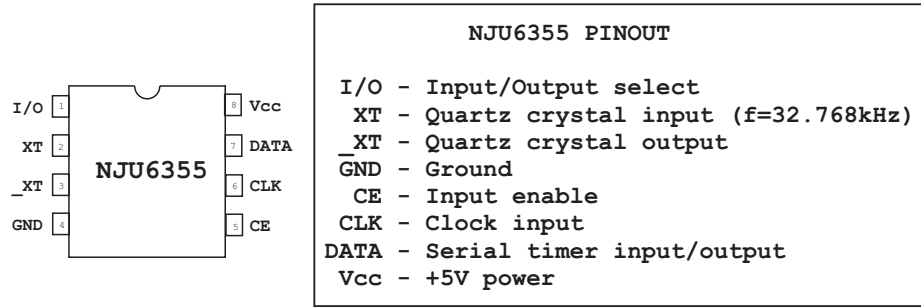 I/O 1
XT 2
_XT 3
GND 4
NJU6355
8 Vcc
7 DATA
6 CLK
5 CE
NJU6355 PINOUT
I/O - Input/Output select
XT - Quartz crystal input (f=32.768kHz)
_XT - Quartz crystal output
GND - Ground
CE - Input enable
CLK - Clock input
DATA - Serial timer input/output
Vcc - +5V power